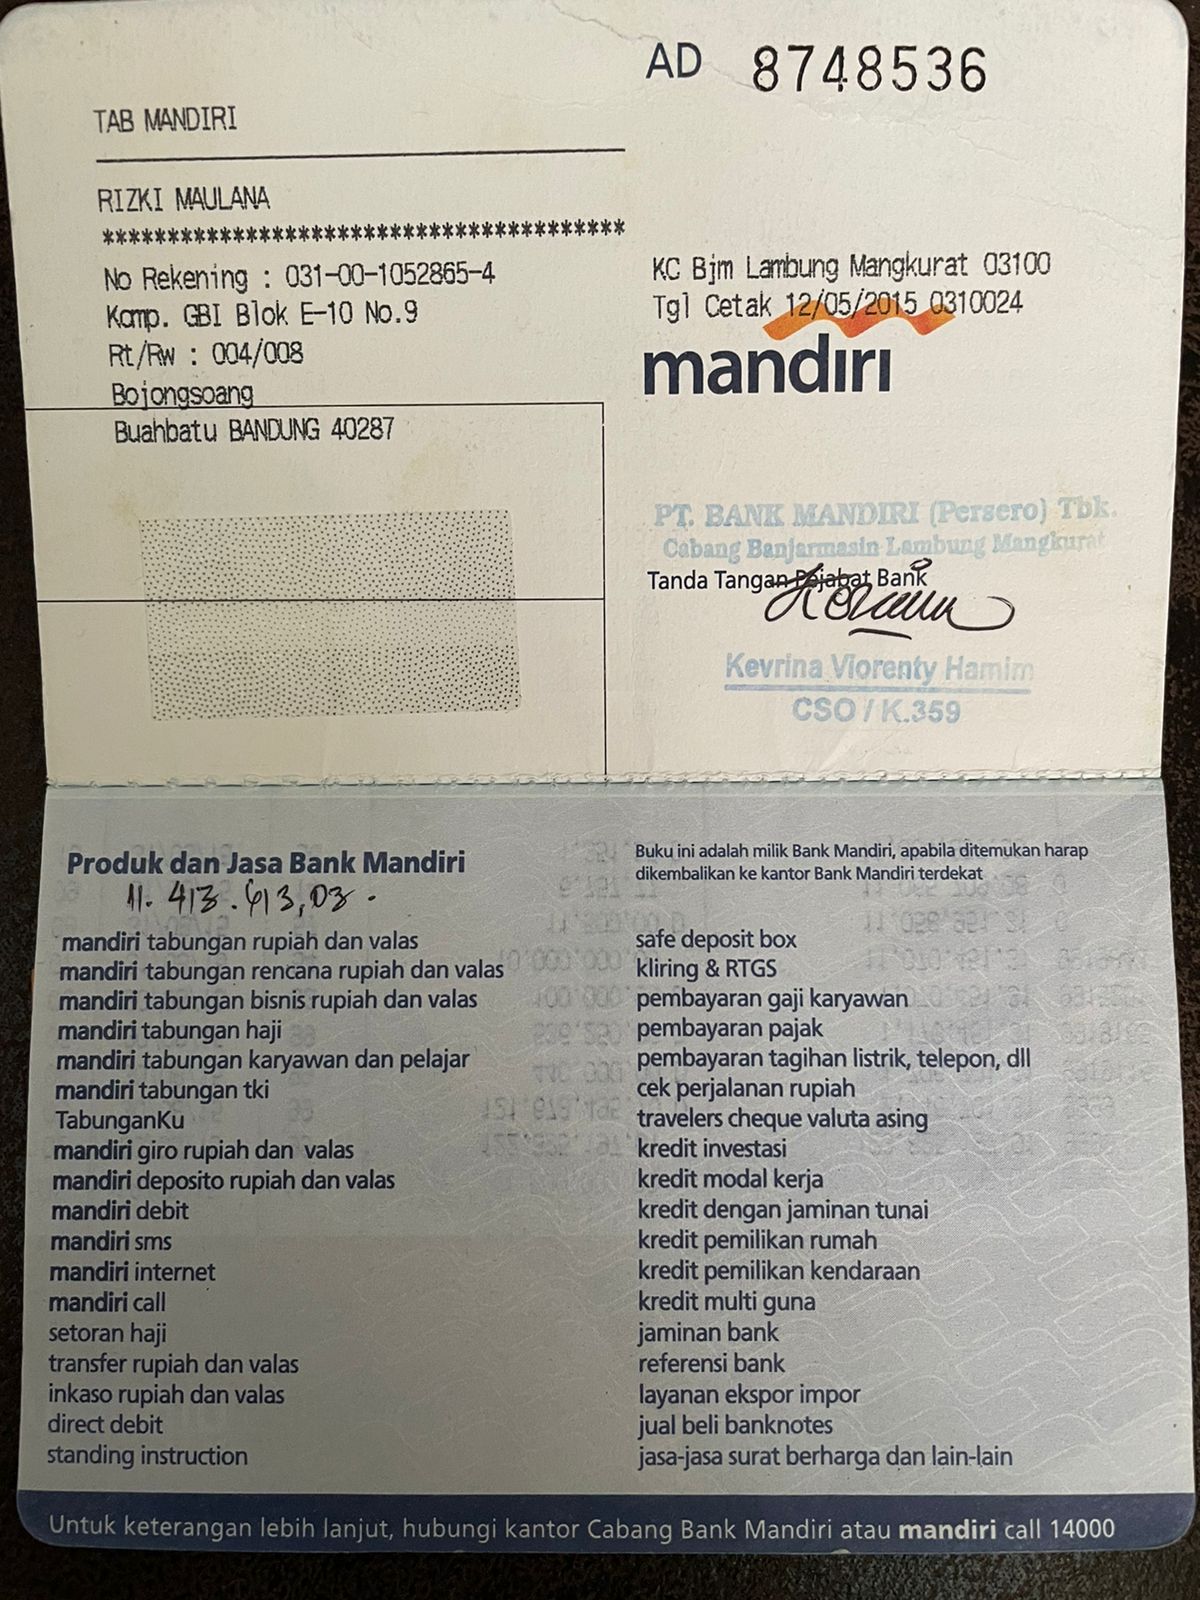 AD 8748536
TAB MANDIRI
RIZKI MAULANA
****************************************
No Rekening : 031-00-1052865-4
Komp. GBI Blok E-10 No.9
Rt/Rw : 004/008
Bojongsoang
Buahbatu BANDUNG 40287
KC Bjm Lambung Mangkurat 03100
Tgl Cetak 12/05/2015 0310024
mandiri
PT. BANK MANDIRI (Persero) Tbk.
Cabang Banjarmasin Lambung Mangkurat
Tanda Tangan Pejabat Bank
Kevrina Viorenty Hamim
CSO / K.359
Produk dan Jasa Bank Mandiri
11. 413. 613,03.
mandiri tabungan rupiah dan valas
mandiri tabungan rencana rupiah dan valas
mandiri tabungan bisnis rupiah dan valas
mandiri tabungan haji
mandiri tabungan karyawan dan pelajar
mandiri tabungan tki
TabunganKu
mandiri giro rupiah dan valas
mandiri deposito rupiah dan valas
mandiri debit
mandiri sms
mandiri internet
mandiri call
setoran haji
transfer rupiah dan valas
inkaso rupiah dan valas
direct debit
standing instruction
Buku ini adalah milik Bank Mandiri, apabila ditemukan harap
dikembalikan ke kantor Bank Mandiri terdekat
safe deposit box
kliring & RTGS
pembayaran gaji karyawan
pembayaran pajak
pembayaran tagihan listrik, telepon, dll
cek perjalanan rupiah
travelers cheque valuta asing
kredit investasi
kredit modal kerja
kredit dengan jaminan tunai
kredit pemilikan rumah
kredit pemilikan kendaraan
kredit multi guna
jaminan bank
referensi bank
layanan ekspor impor
jual beli banknotes
jasa-jasa surat berharga dan lain-lain
Untuk keterangan lebih lanjut, hubungi kantor Cabang Bank Mandiri atau mandiri call 14000